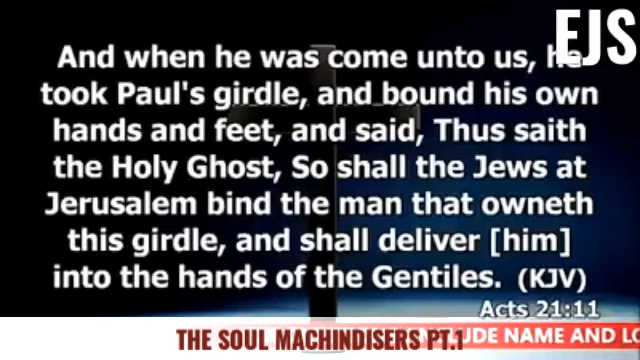 EJS
And when he was come unto us, he
took Paul's girdle, and bound his own
hands and feet, and said, Thus saith
the Holy Ghost, So shall the Jews at
Jerusalem bind the man that owneth
this girdle, and shall deliver [him]
into the hands of the Gentiles. (KJV)
Acts 21:11
THE SOUL MACHINDISERS PT.1
NAME AND